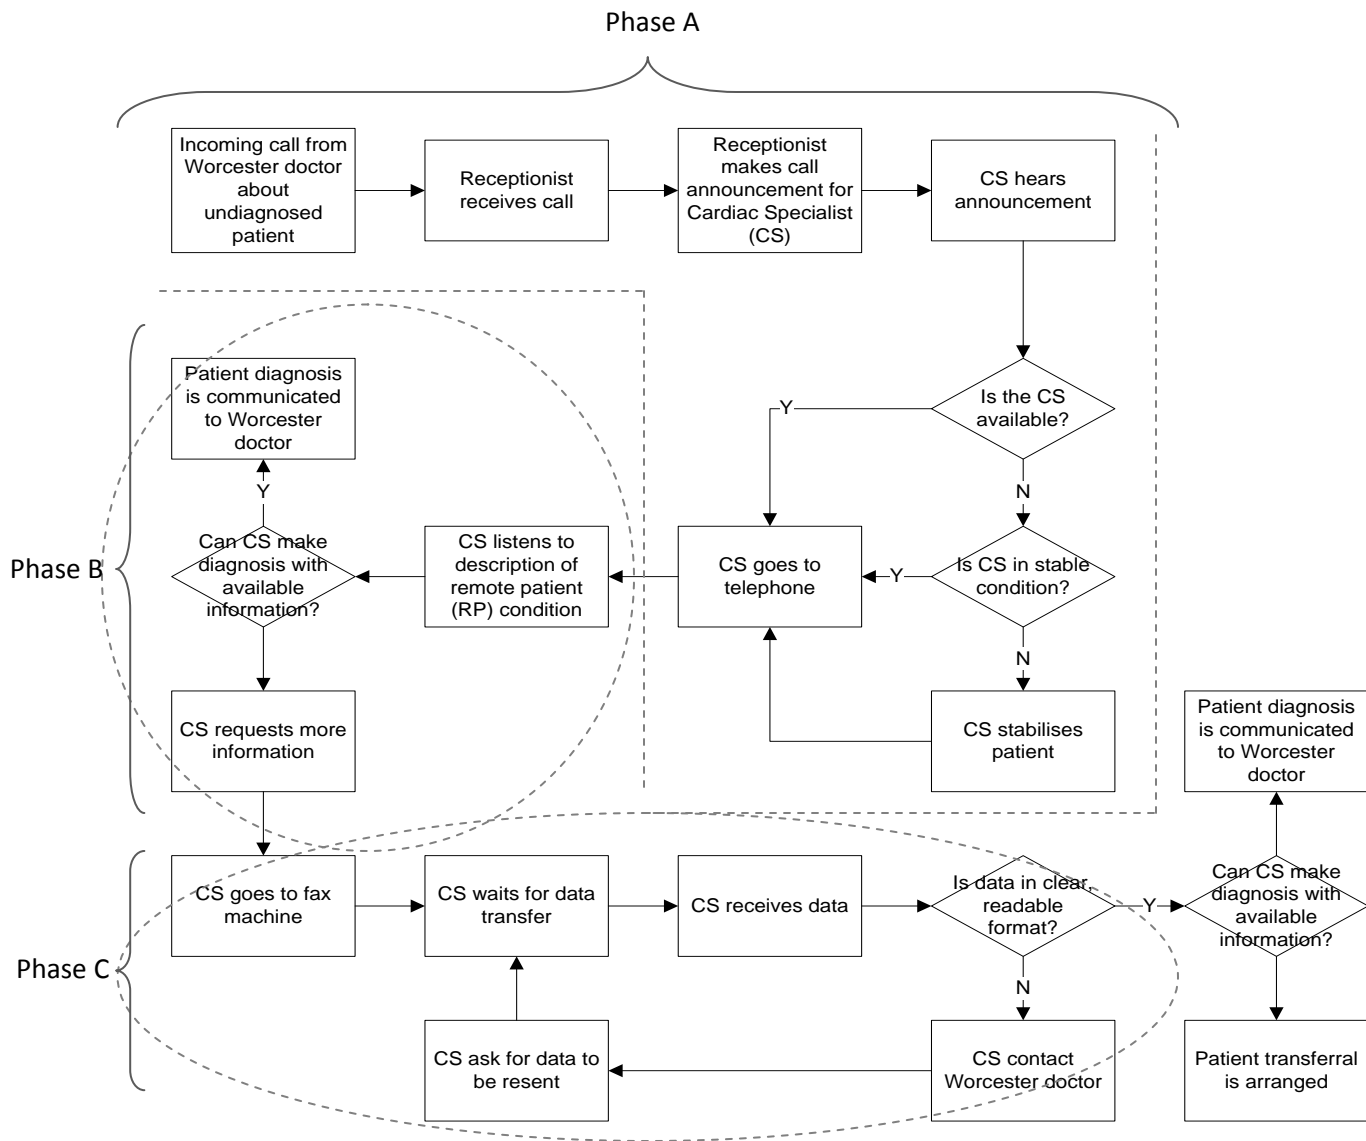 Phase A
Incoming call from
Worcester doctor
about
undiagnosed
patient
Receptionist
receives call
Receptionist
makes call
announcement for
Cardiac Specialist
(CS)
CS hears
announcement
Is the CS
available?
Y
N
Is CS in stable
condition?
Y
N
CS goes to
telephone
CS stabilises
patient
Phase B
Patient diagnosis
is communicated
to Worcester
doctor
Y
Can CS make
diagnosis with
available
information?
CS listens to
description of
remote patient
(RP) condition
CS requests more
information
Phase C
CS goes to fax
machine
CS waits for data
transfer
CS receives data
Is data in clear,
readable
format?
Y
N
CS contact
Worcester doctor
CS ask for data to
be resent
Patient diagnosis
is communicated
to Worcester
doctor
Can CS make
diagnosis with
available
information?
Patient transferral
is arranged